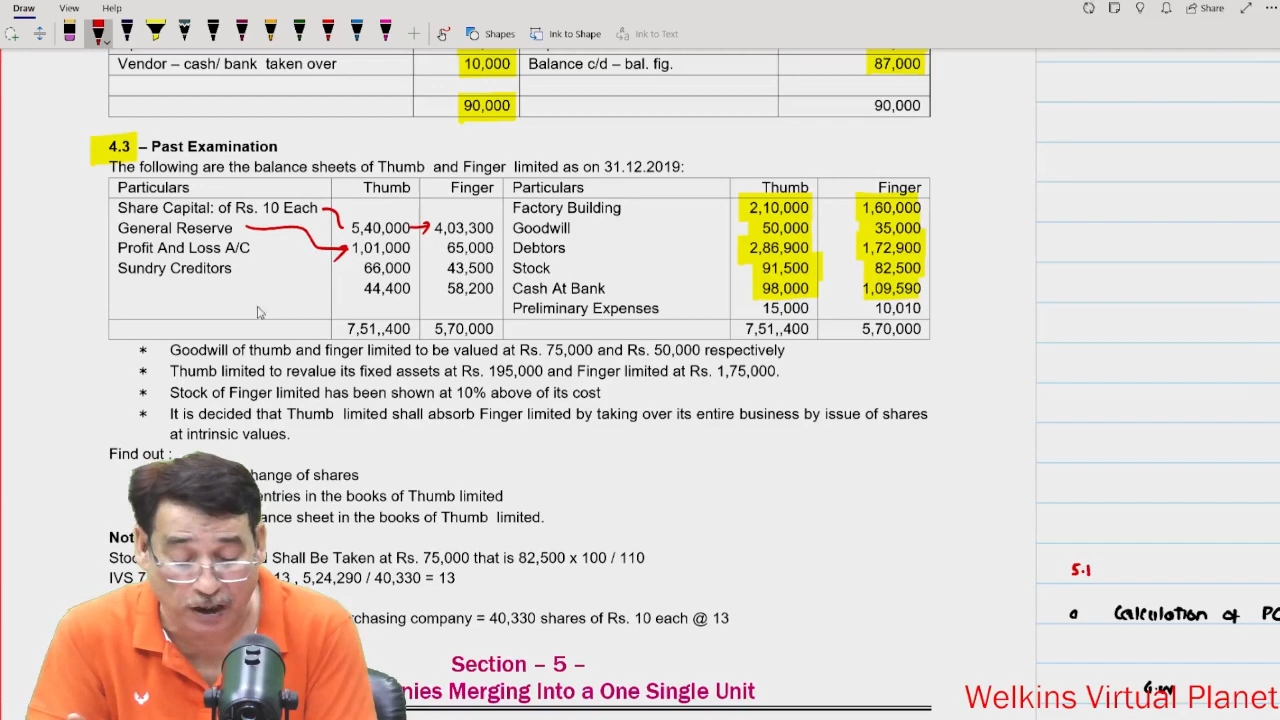 Draw View Help
Share
Shapes Ink to Shape Ink to Text
Vendor – cash/ bank taken over 10,000 Balance c/d – bal. fig. 87,000
90,000 90,000
4.3 – Past Examination
The following are the balance sheets of Thumb and Finger limited as on 31.12.2019:
Particulars Thumb Finger Particulars Thumb Finger
Share Capital: of Rs. 10 Each Factory Building 2,10,000 1,60,000
General Reserve 5,40,000 4,03,300 Goodwill 50,000 35,000
Profit And Loss A/C 1,01,000 65,000 Debtors 2,86,900 1,72,900
Sundry Creditors 66,000 43,500 Stock 91,500 82,500
44,400 58,200 Cash At Bank 98,000 1,09,590
Preliminary Expenses 15,000 10,010
7,51,,400 5,70,000 7,51,,400 5,70,000
* Goodwill of thumb and finger limited to be valued at Rs. 75,000 and Rs. 50,000 respectively
* Thumb limited to revalue its fixed assets at Rs. 195,000 and Finger limited at Rs. 1,75,000.
* Stock of Finger limited has been shown at 10% above of its cost
* It is decided that Thumb limited shall absorb Finger limited by taking over its entire business by issue of shares
at intrinsic values.
Find out :
hange of shares
entries in the books of Thumb limited
ance sheet in the books of Thumb limited.
Not
Stoc Shall Be Taken at Rs. 75,000 that is 82,500 x 100 / 110
IVS 7 13 , 5,24,290 / 40,330 = 13
rchasing company = 40,330 shares of Rs. 10 each @ 13
Section – 5 –
nies Merging Into a One Single Unit
5.1
a Calculation of PC
Welkins Virtual Planet